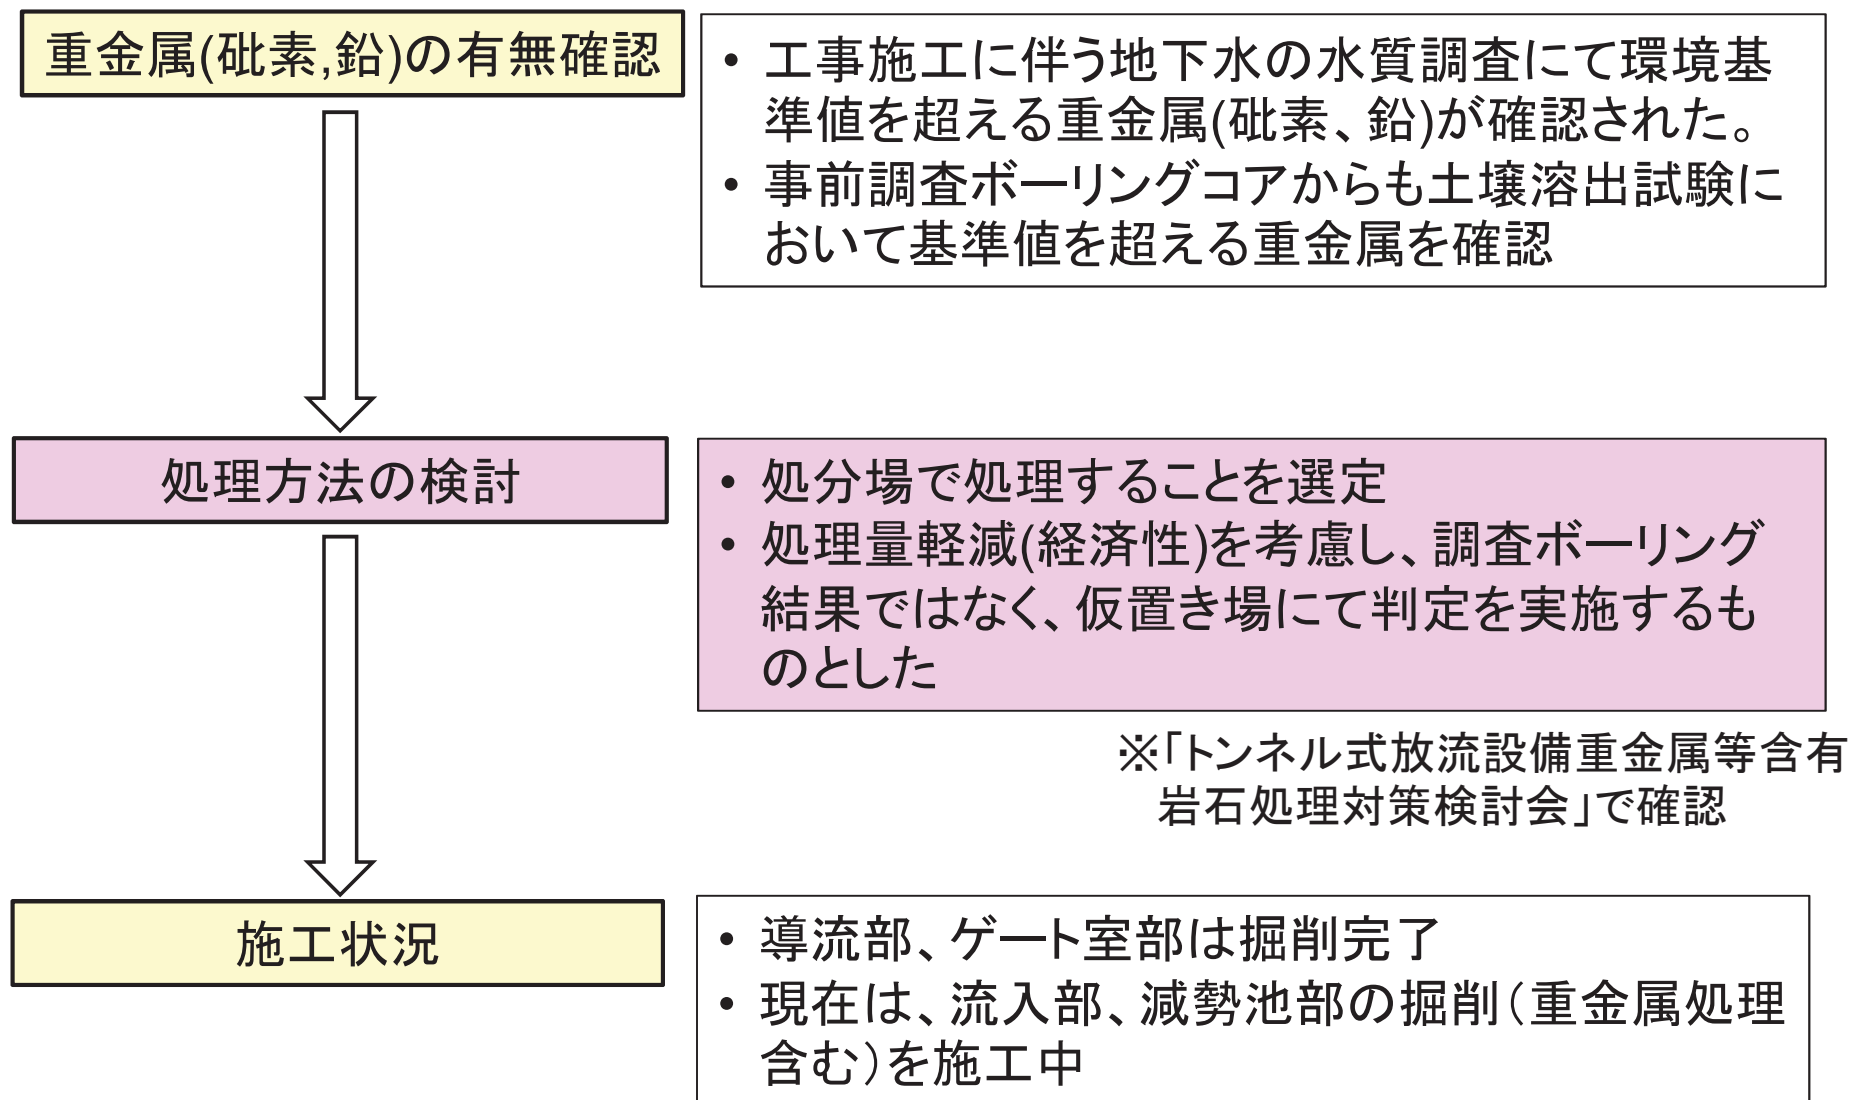 重金属(砒素,鉛)の有無確認
• 工事施工に伴う地下水の水質調査にて環境基
準値を超える重金属(砒素、鉛)が確認された。
• 事前調査ボーリングコアからも土壌溶出試験に
おいて基準値を超える重金属を確認
処理方法の検討
• 処分場で処理することを選定
• 処理量軽減(経済性)を考慮し、調査ボーリング
結果ではなく、仮置き場にて判定を実施するも
のとした
※「トンネル式放流設備重金属等含有
岩石処理対策検討会」で確認
施工状況
• 導流部、ゲート室部は掘削完了
• 現在は、流入部、減勢池部の掘削（重金属処理
含む）を施工中